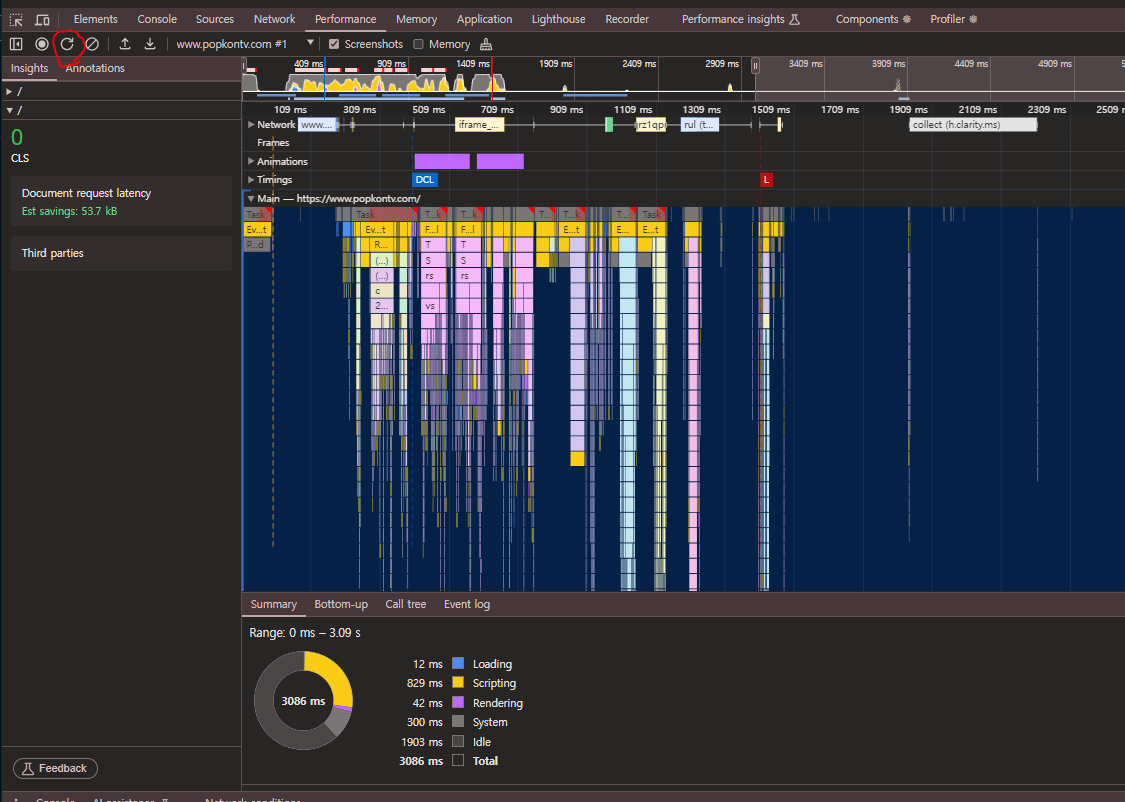 Elements Console Sources Network Performance Memory Application Lighthouse Recorder Performance insights Components Profiler
www.popkontv.com #1 Screenshots Memory
Insights Annotations
409 ms 909 ms 1409 ms 1909 ms 2409 ms 2909 ms 3409 ms 3909 ms 4409 ms 4909 ms
/
/
0
CLS
Document request latency
Est savings: 53.7 kB
Third parties
109 ms 309 ms 509 ms 709 ms 909 ms 1109 ms 1309 ms 1509 ms 1709 ms 1909 ms 2109 ms 2309 ms 2509
Network www.... iframe_... rz1qp rul (t... collect (h.clarity.ms)
Frames
Animations
Timings DCL L
Main — https://www.popkontv.com/
Task Task T...k T...k T... T...k T... Task
Ev...t Ev...t F...l F...l E...t E... E...t
P...d R... T T
(...) S S
(...) rs rs
c
2... vs
Summary Bottom-up Call tree Event log
Range: 0 ms – 3.09 s
3086 ms
12 ms Loading
829 ms Scripting
42 ms Rendering
300 ms System
1903 ms Idle
3086 ms Total
Feedback
Console AI assistance Network conditions